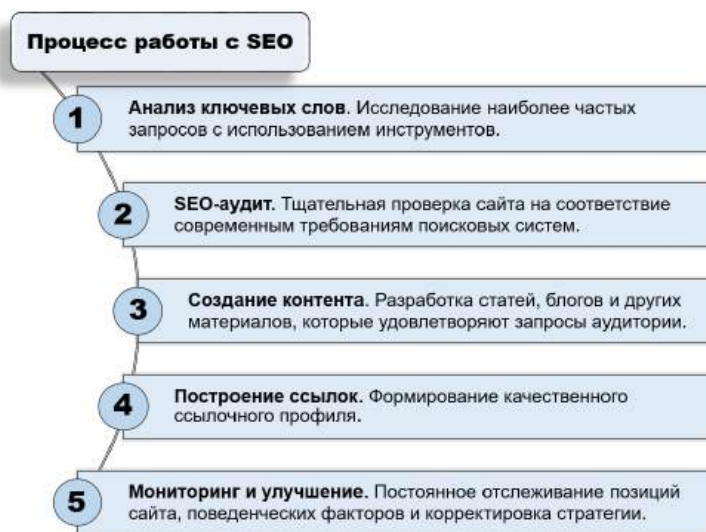 Процесс работы с SEO
1
Анализ ключевых слов. Исследование наиболее частых
запросов с использованием инструментов.
2
SEO-аудит. Тщательная проверка сайта на соответствие
современным требованиям поисковых систем.
3
Создание контента. Разработка статей, блогов и других
материалов, которые удовлетворяют запросы аудитории.
4
Построение ссылок. Формирование качественного
ссылочного профиля.
5
Мониторинг и улучшение. Постоянное отслеживание позиций
сайта, поведенческих факторов и корректировка стратегии.